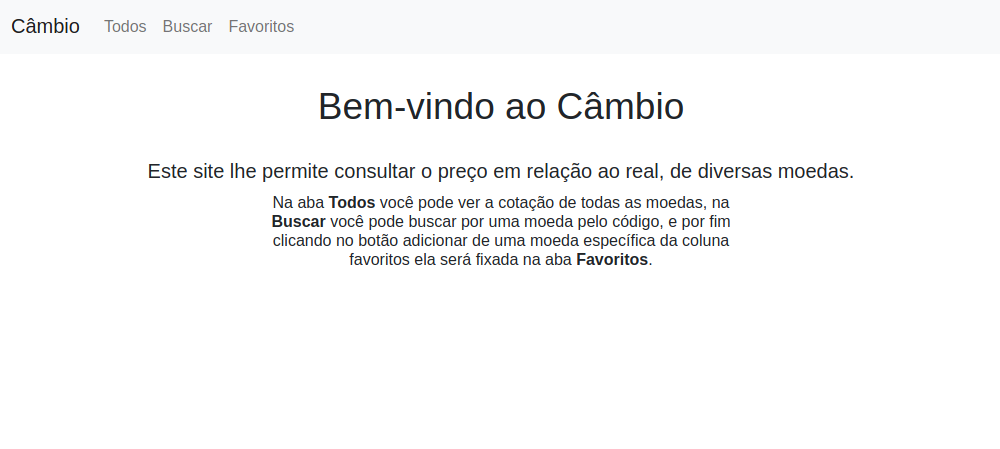 Câmbio Todos Buscar Favoritos
Bem-vindo ao Câmbio
Este site lhe permite consultar o preço em relação ao real, de diversas moedas.
Na aba Todos você pode ver a cotação de todas as moedas, na
Buscar você pode buscar por uma moeda pelo código, e por fim
clicando no botão adicionar de uma moeda específica da coluna
favoritos ela será fixada na aba Favoritos.